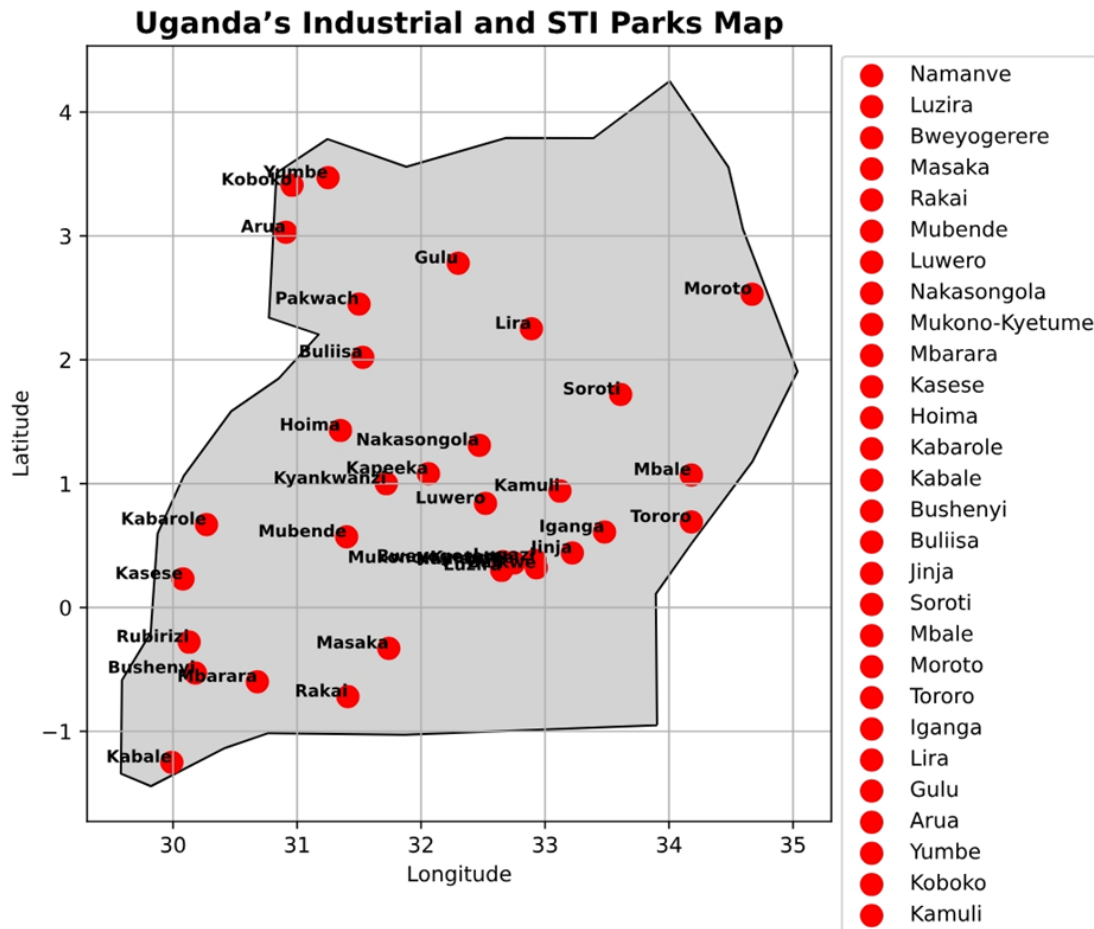 Uganda’s Industrial and STI Parks Map
Latitude
4
3
2
1
0
−1
30
31
32
33
34
35
Longitude
Yumbe
Koboko
Arua
Gulu
Pakwach
Moroto
Lira
Buliisa
Soroti
Hoima
Nakasongola
Kapeeka
Kyankwanzi
Mbale
Kamuli
Luwero
Kabarole
Tororo
Mubende
Iganga
Jinja
Luzira
Kasese
Rubirizi
Masaka
Bushenyi
Mbarara
Rakai
Kabale
Namanve
Luzira
Bweyogerere
Masaka
Rakai
Mubende
Luwero
Nakasongola
Mukono-Kyetume
Mbarara
Kasese
Hoima
Kabarole
Kabale
Bushenyi
Buliisa
Jinja
Soroti
Mbale
Moroto
Tororo
Iganga
Lira
Gulu
Arua
Yumbe
Koboko
Kamuli